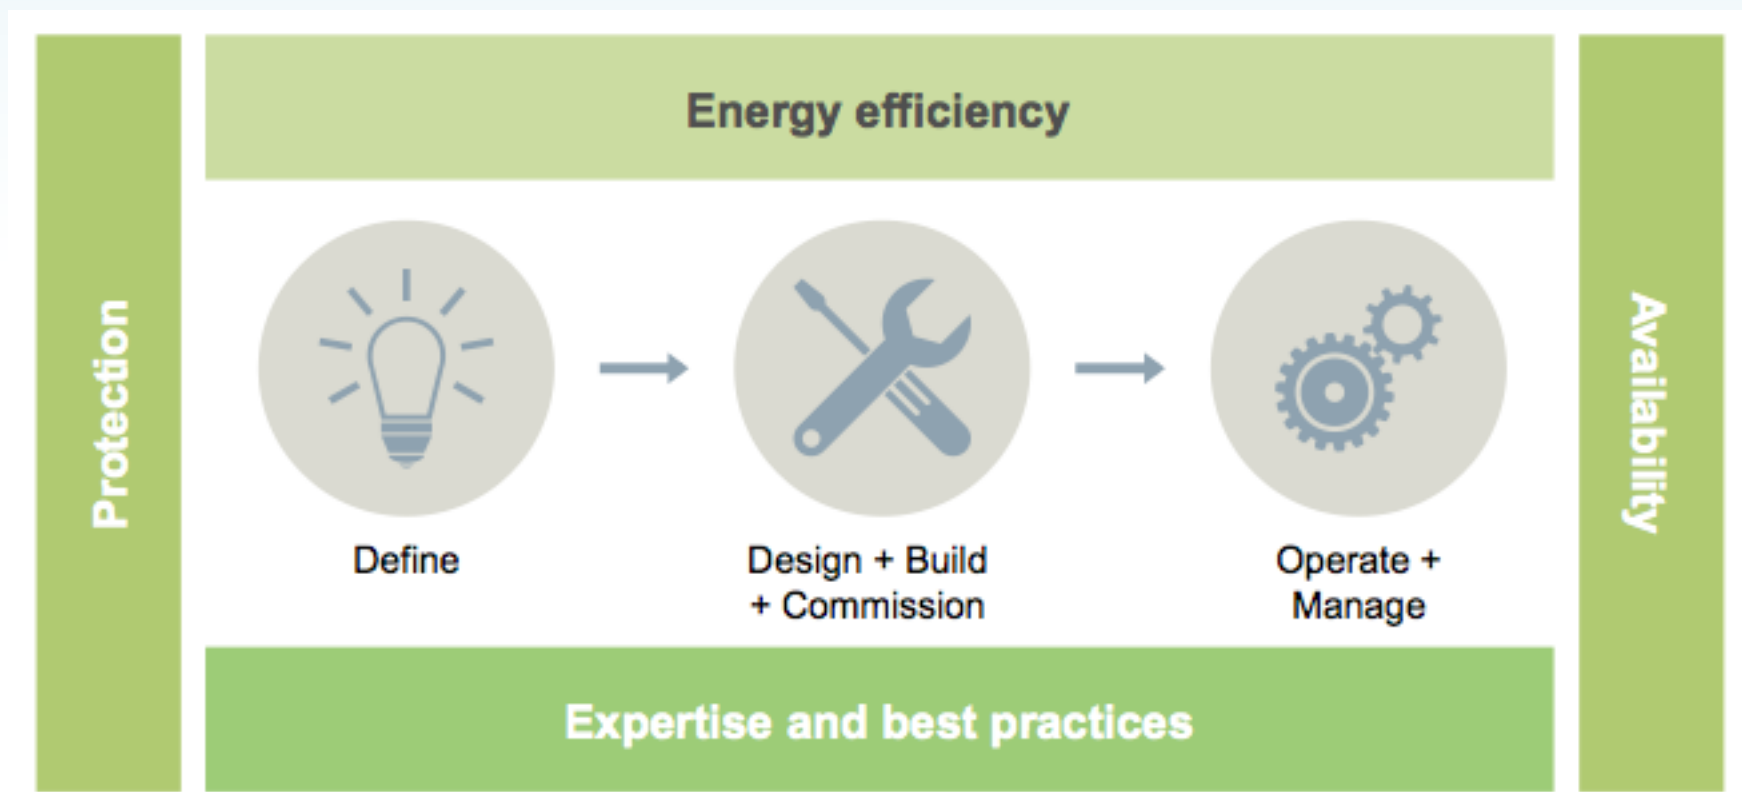 Energy efficiency
Protection
Define
Design + Build
+ Commission
Operate +
Manage
Availability
Expertise and best practices